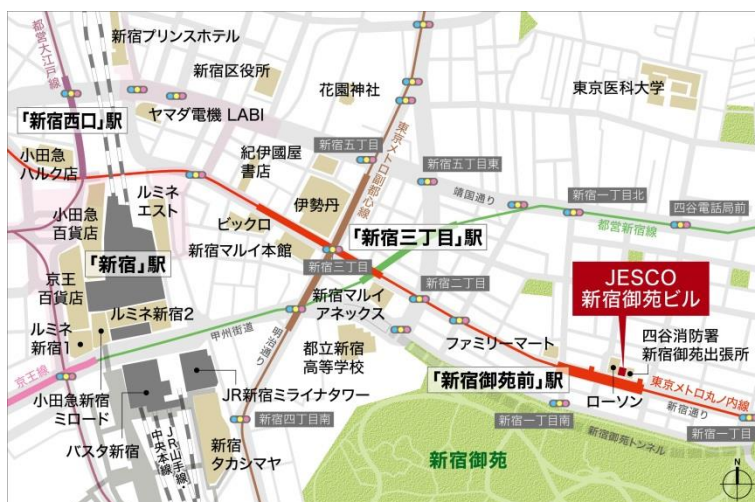 都営大江戸線
新宿プリンスホテル
新宿区役所
花園神社
東京医科大学
「新宿西口」駅
ヤマダ電機 LABI
新宿五丁目
東京メトロ副都心線
新宿五丁目東
小田急
ハルク店
紀伊國屋
書店
靖国通り
新宿一丁目北
四谷電話局前
ルミネ
エスト
伊勢丹
小田急
百貨店
ビックロ
都営新宿線
「新宿三丁目」駅
「新宿」駅
新宿マルイ本館
新宿三丁目
京王
百貨店
新宿二丁目
JESCO
新宿御苑ビル
ルミネ新宿2
新宿マルイ
アネックス
ルミネ
新宿1
甲州街道
明治通り
ファミリーマート
四谷消防署
新宿御苑出張所
都立新宿
高等学校
京王線
「新宿御苑前」駅
東京メトロ丸ノ内線
小田急新宿
ミロード
JR新宿ミライナタワー
ローソン
新宿通り
新宿四丁目南
新宿一丁目南
新宿一丁目
バスタ新宿
JR山手線・
中央本線
新宿
タカシマヤ
新宿御苑
新宿御苑トンネル
N